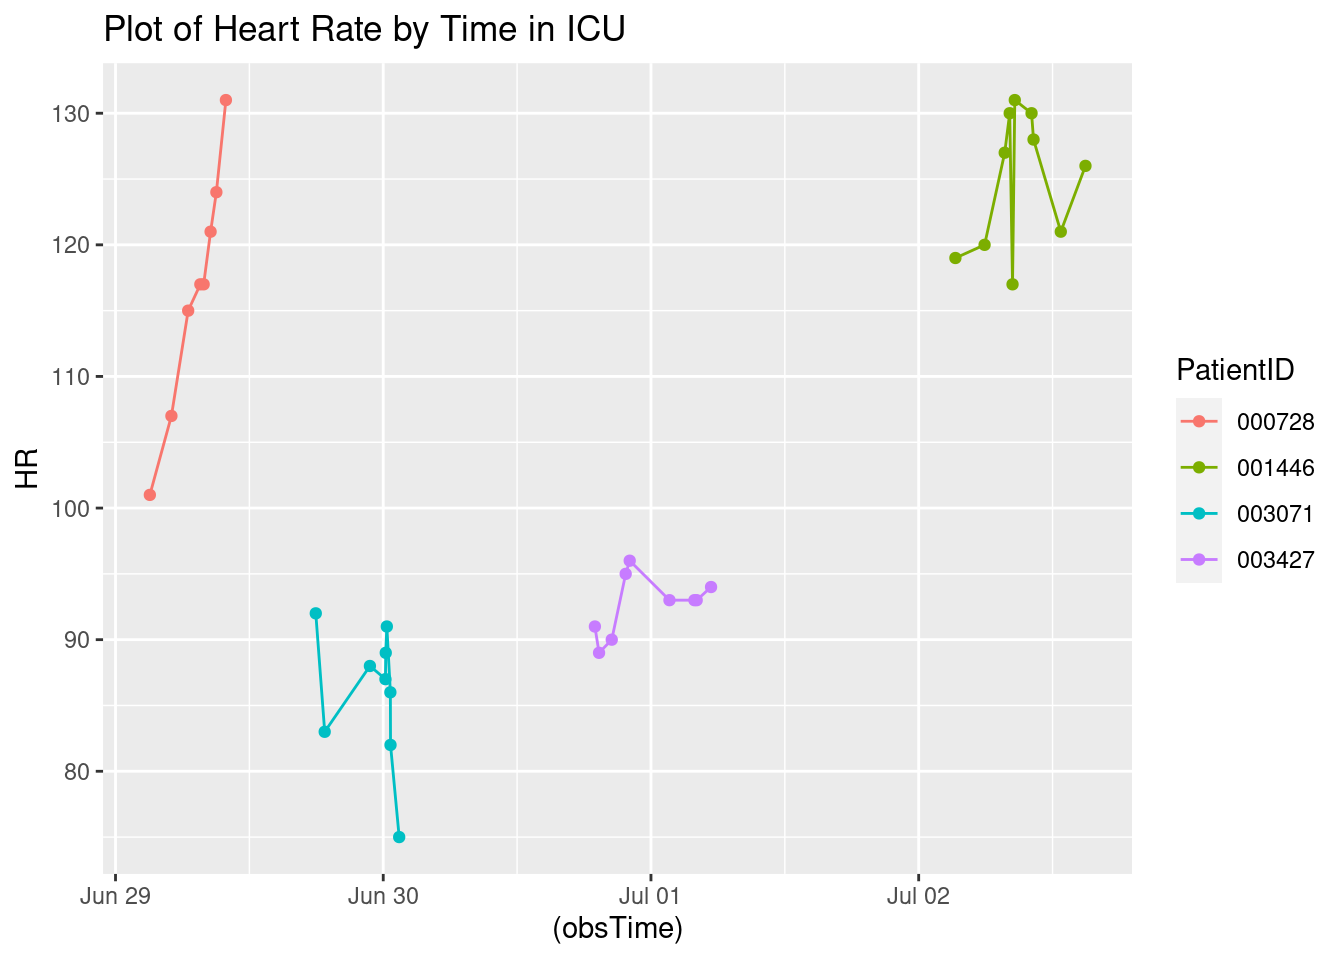 Plot of Heart Rate by Time in ICU
HR
130
120
110
100
90
80
Jun 29
Jun 30
Jul 01
Jul 02
(obsTime)
PatientID
000728
001446
003071
003427